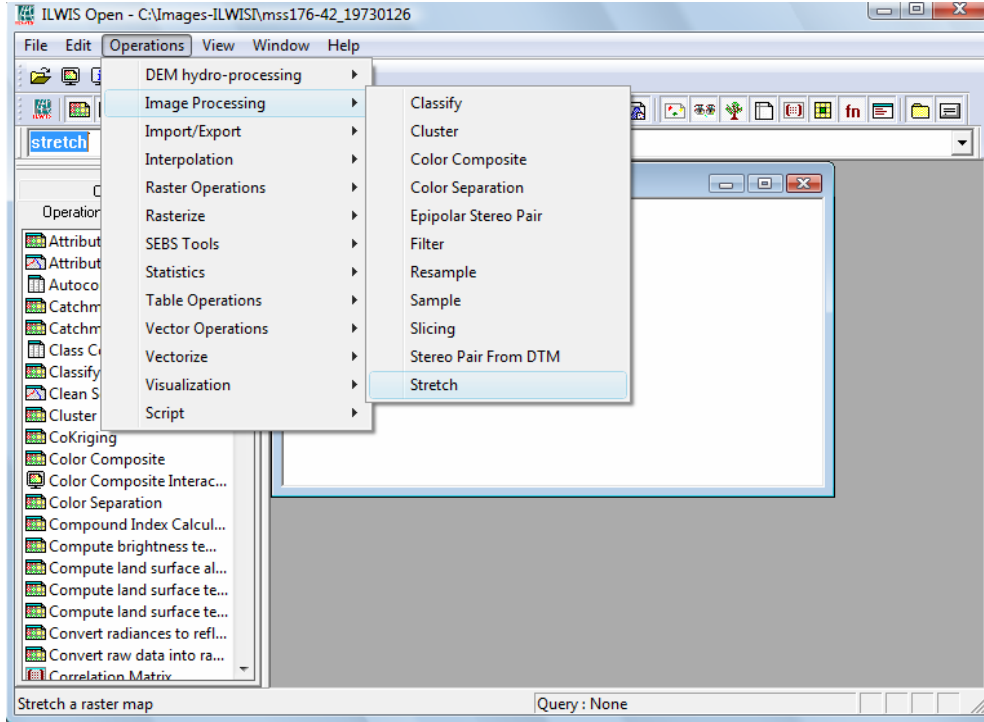 ILWIS Open - C:\Images-ILWISI\mss176-42_19730126
File Edit Operations View Window Help
stretch
DEM hydro-processing
Image Processing
Import/Export
Interpolation
Raster Operations
Rasterize
SEBS Tools
Statistics
Table Operations
Vector Operations
Vectorize
Visualization
Script
Classify
Cluster
Color Composite
Color Separation
Epipolar Stereo Pair
Filter
Resample
Sample
Slicing
Stereo Pair From DTM
Stretch
fn
Operation
Attribut
Attribut
Autoco
Catchm
Catchm
Class C
Classify
Clean S
Cluster
CoKriging
Color Composite
Color Composite Interac...
Color Separation
Compound Index Calcul...
Compute brightness te...
Compute land surface al...
Compute land surface te...
Compute land surface te...
Convert radiances to refl...
Convert raw data into ra...
Correlation Matrix
Stretch a raster map Query : None